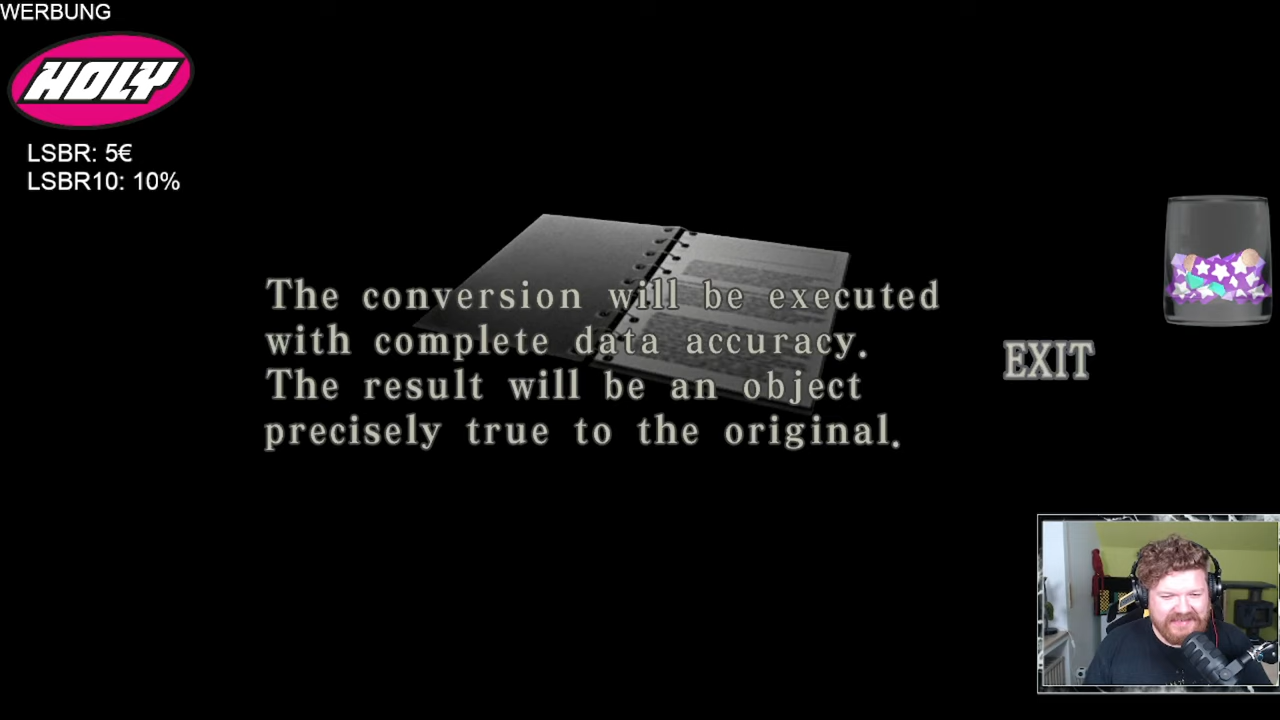 WERBUNG
HOLY
LSBR: 5€
LSBR10: 10%
The conversion will be executed
with complete data accuracy.
The result will be an object
precisely true to the original.
EXIT